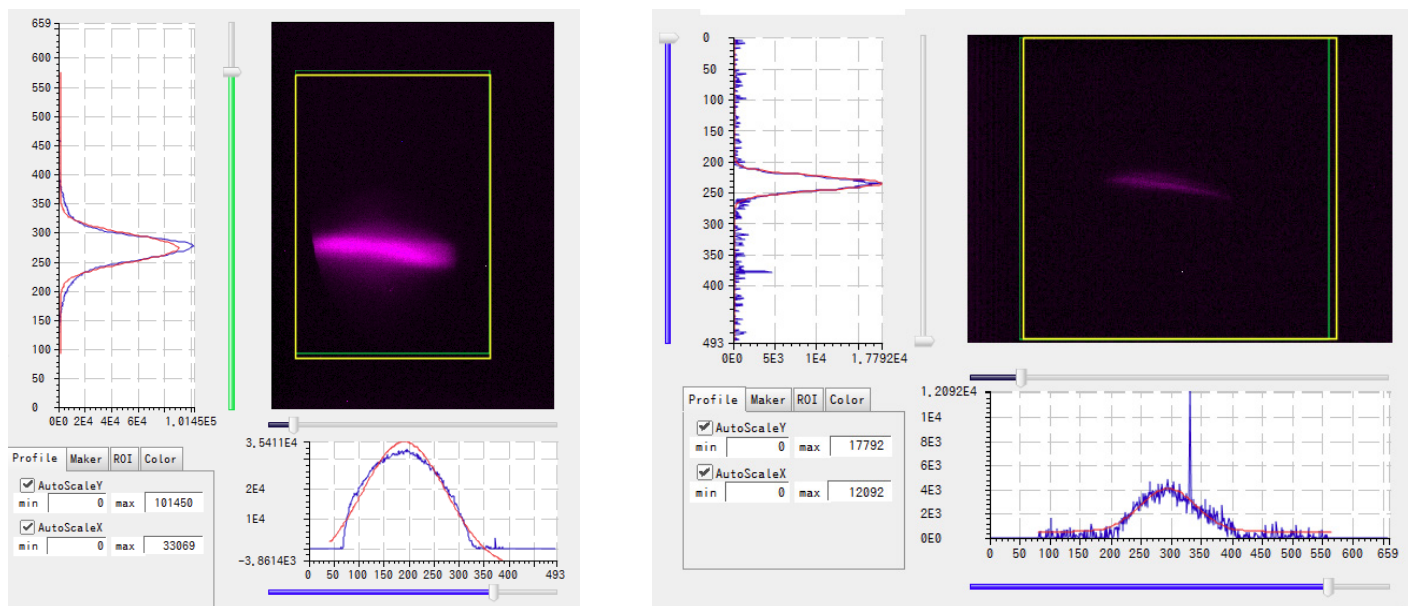 659
600
550
500
450
400
350
300
250
200
150
100
50
0
0E0 2E4 4E4 6E4 1.0145E5
Profile Maker ROI Color
AutoScaleY
min 0 max 101450
AutoScaleX
min 0 max 33069
3.5411E4
2E4
1E4
-3.8614E3
0 50 100 150 200 250 300 350 400 493
0
50
100
150
200
250
300
350
400
493
0E0 5E3 1E4 1.7792E4
Profile Maker ROI Color
AutoScaleY
min 0 max 17792
AutoScaleX
min 0 max 12092
1.2092E4
1E4
8E3
6E3
4E3
2E3
0E0
0 50 100 150 200 250 300 350 400 450 500 550 600 659